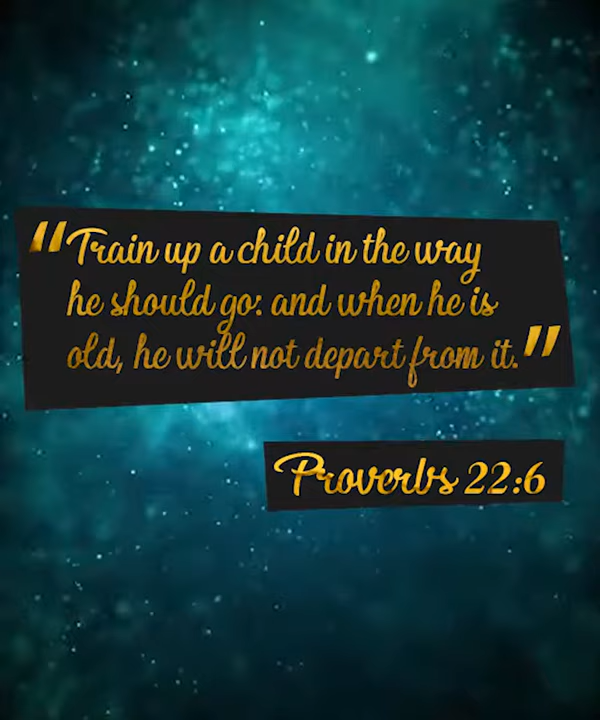 “Train up a child in the way
he should go: and when he is
old, he will not depart from it.”
Proverbs 22:6